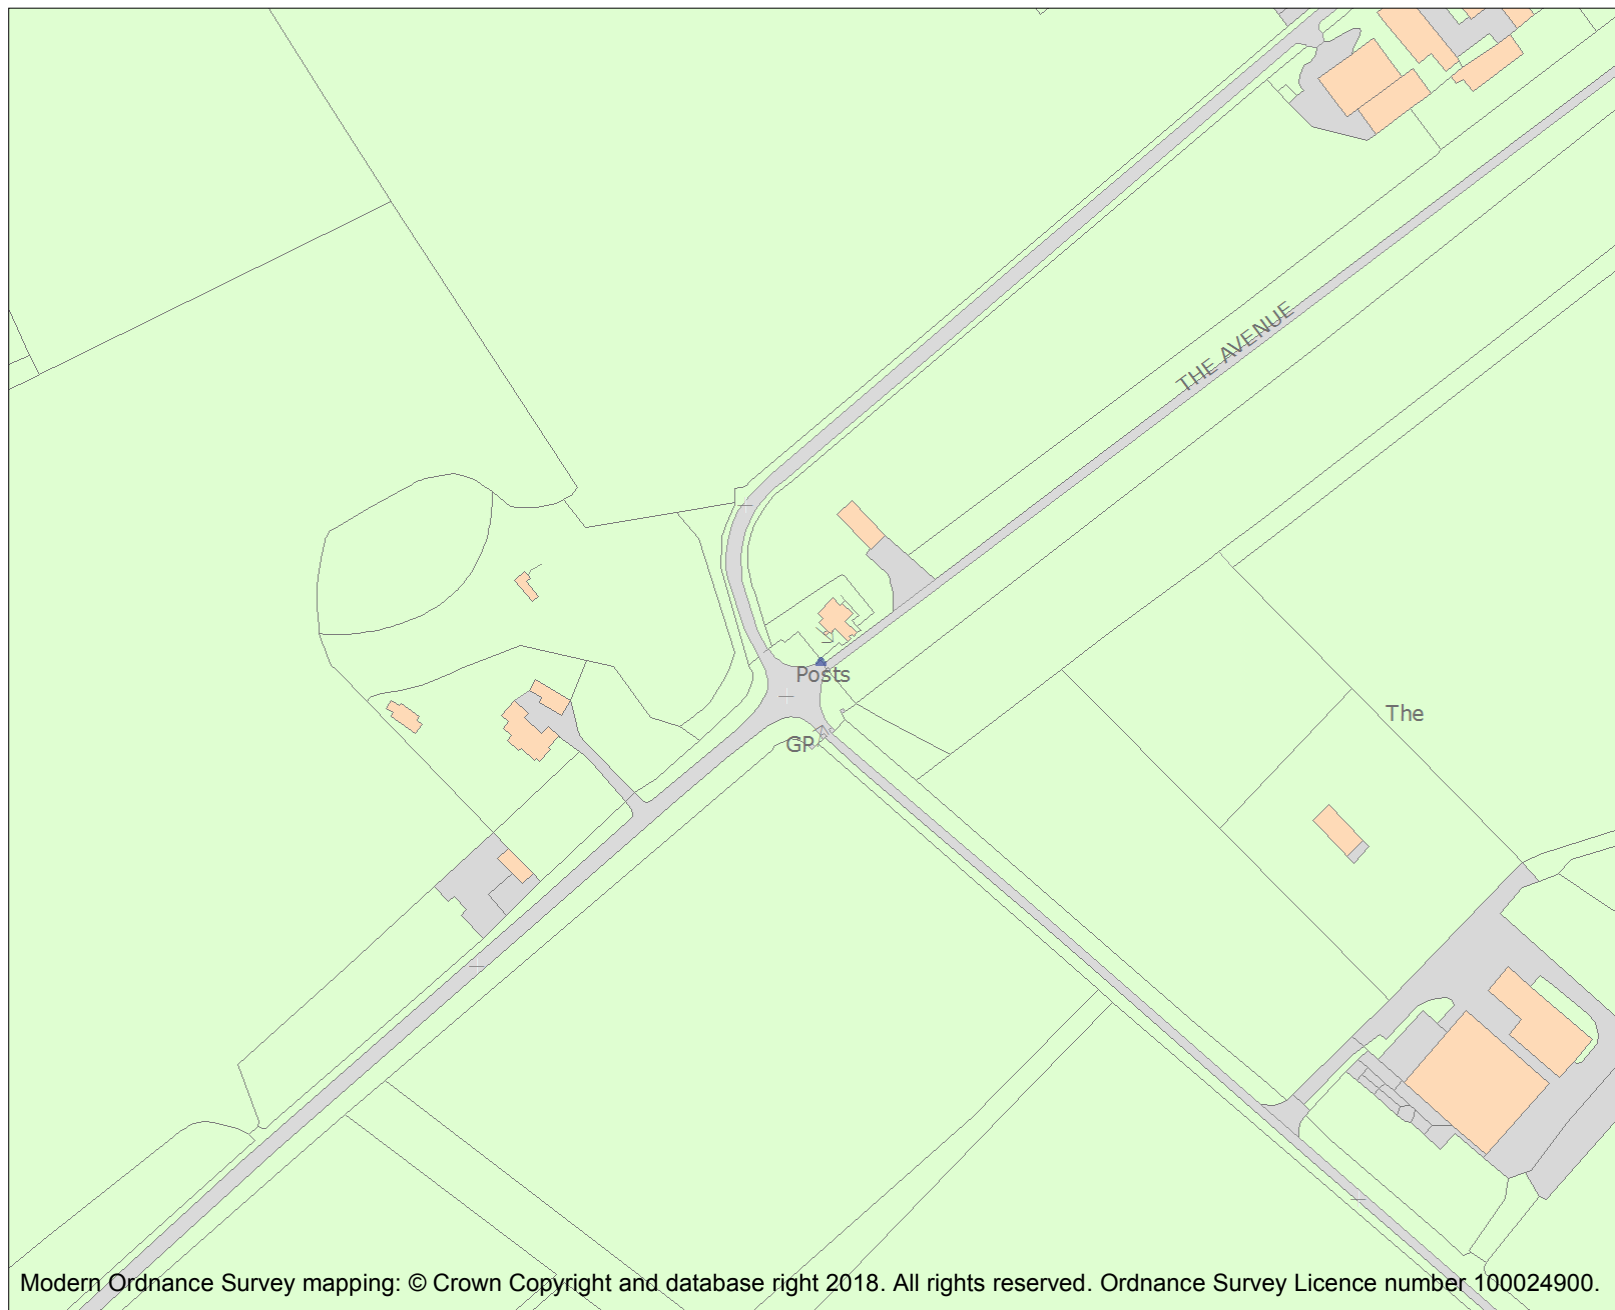 THE AVENUE
Posts
The
GP
Modern Ordnance Survey mapping: © Crown Copyright and database right 2018. All rights reserved. Ordnance Survey Licence number 100024900.